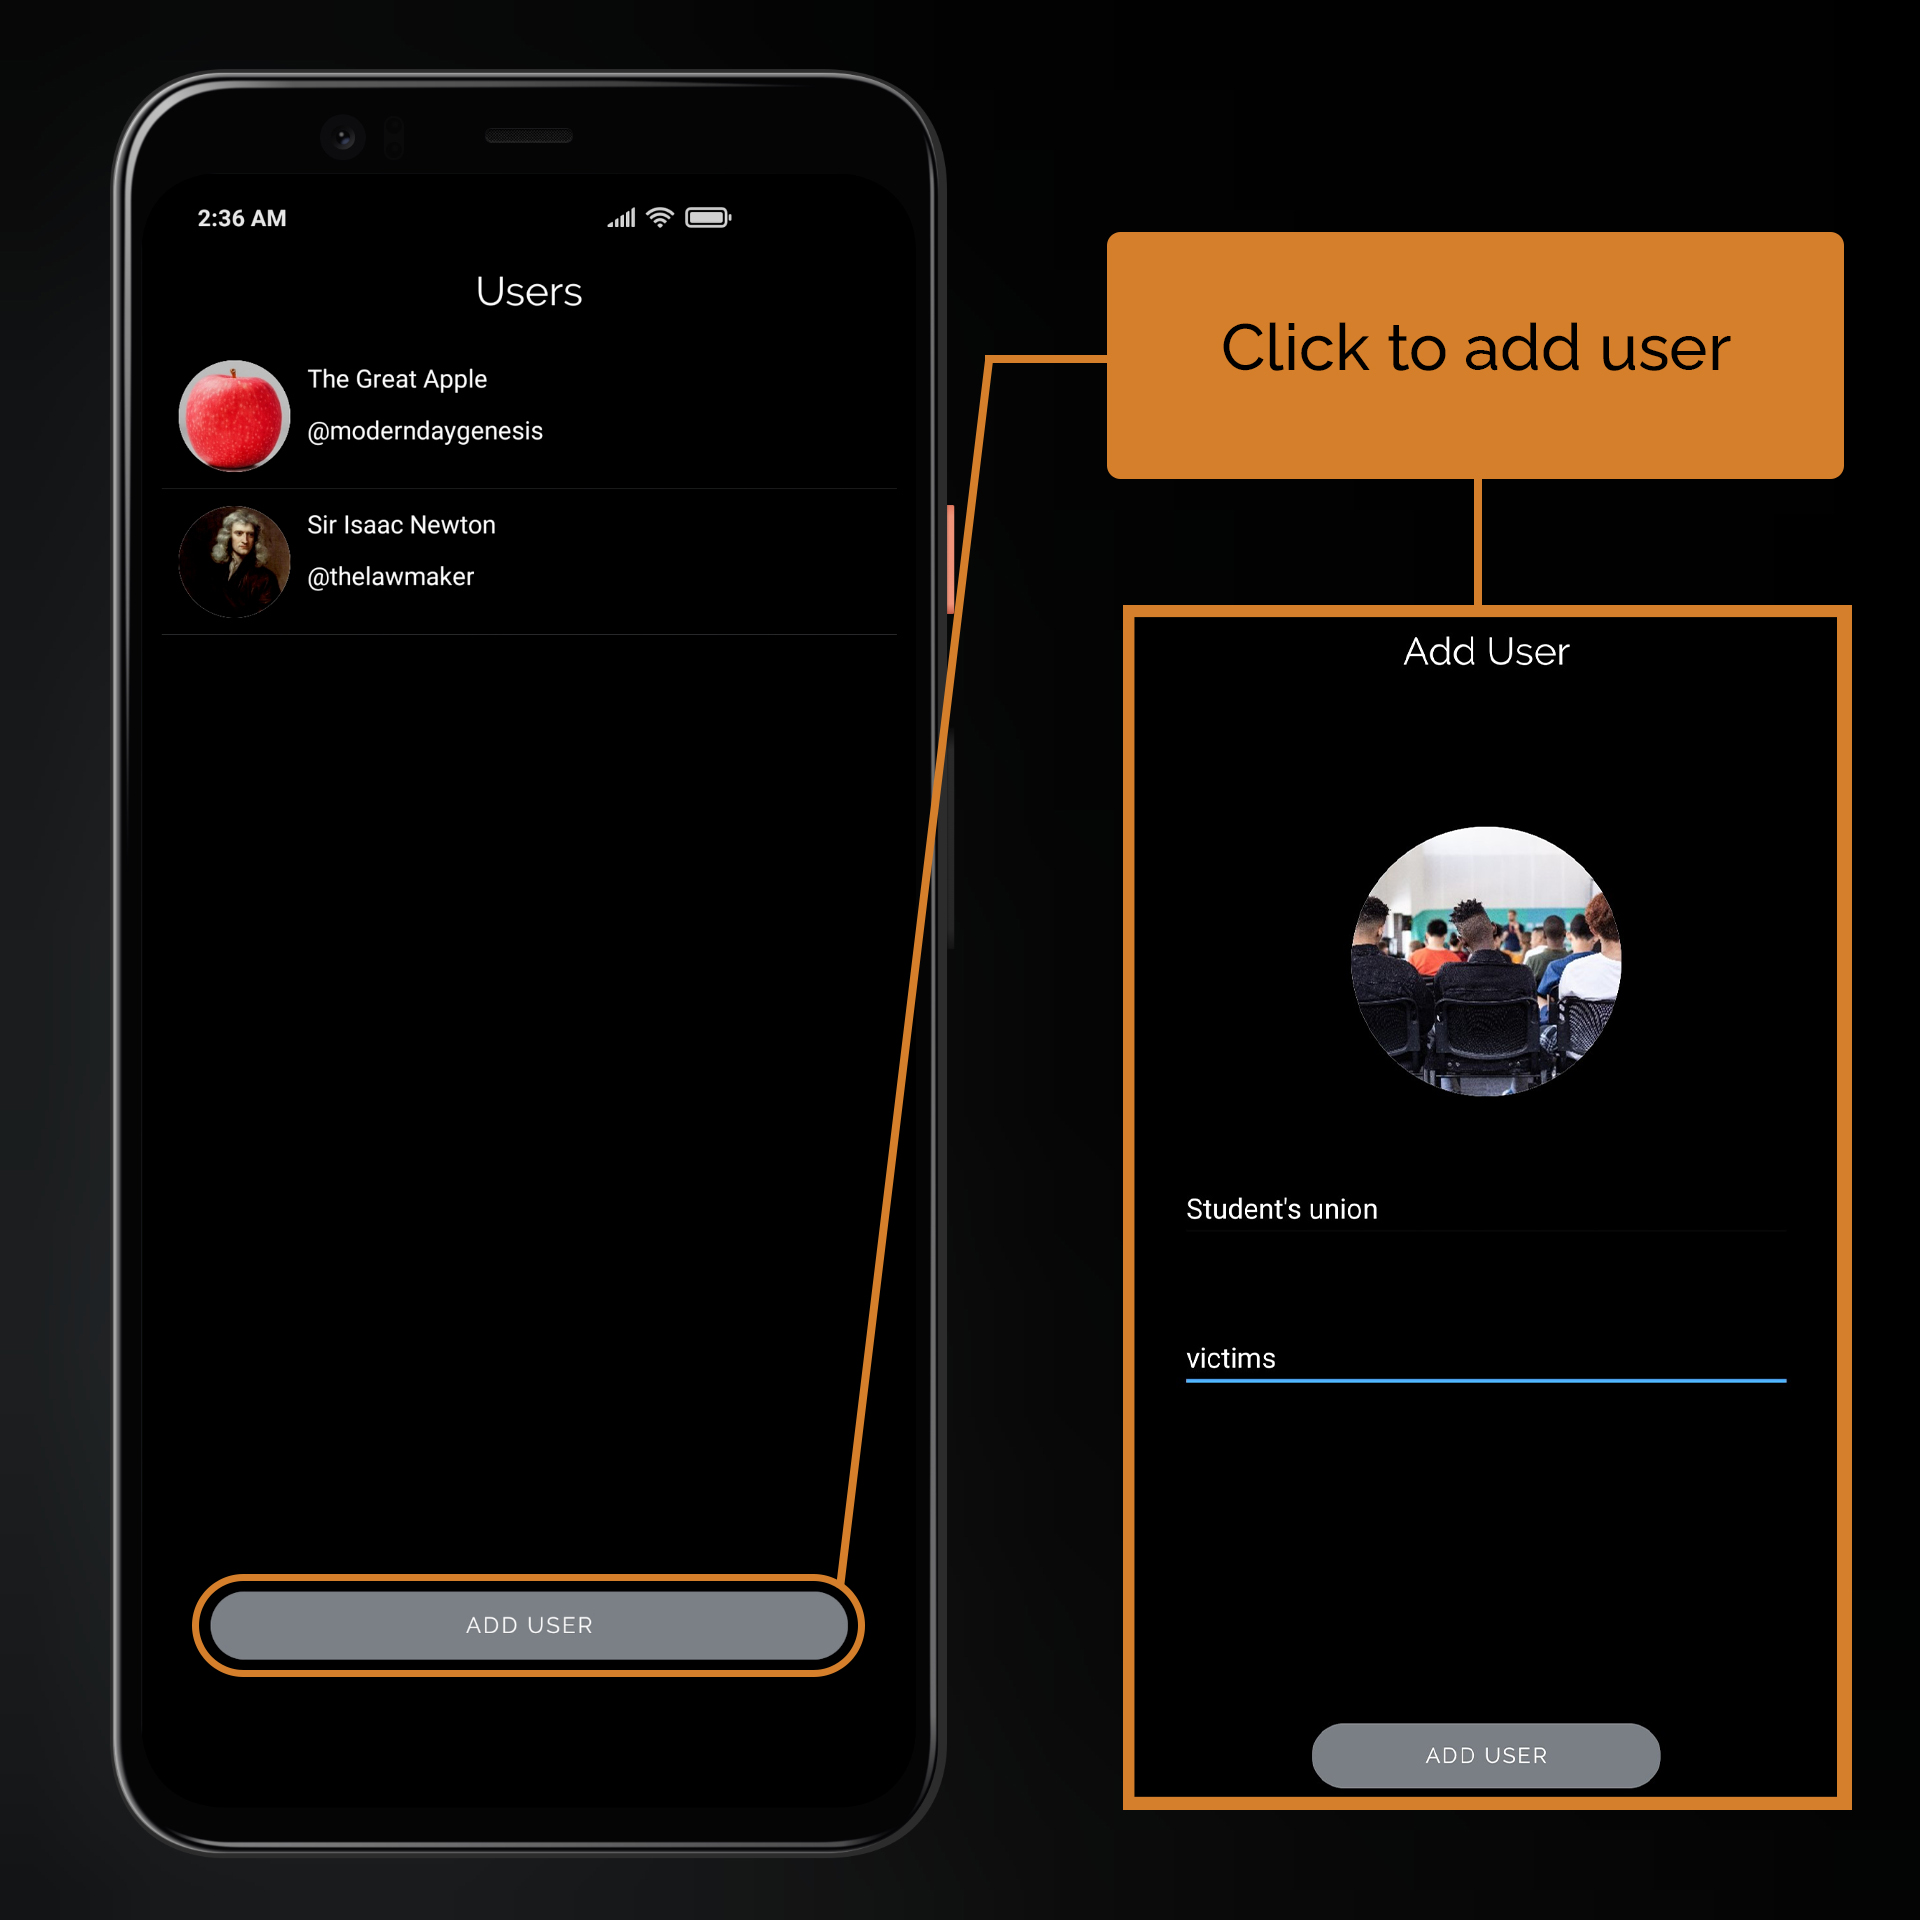 2:36 AM
Users
The Great Apple
@moderndaygenesis
Sir Isaac Newton
@thelawmaker
ADD USER
Click to add user
Add User
Student's union
victims
ADD USER